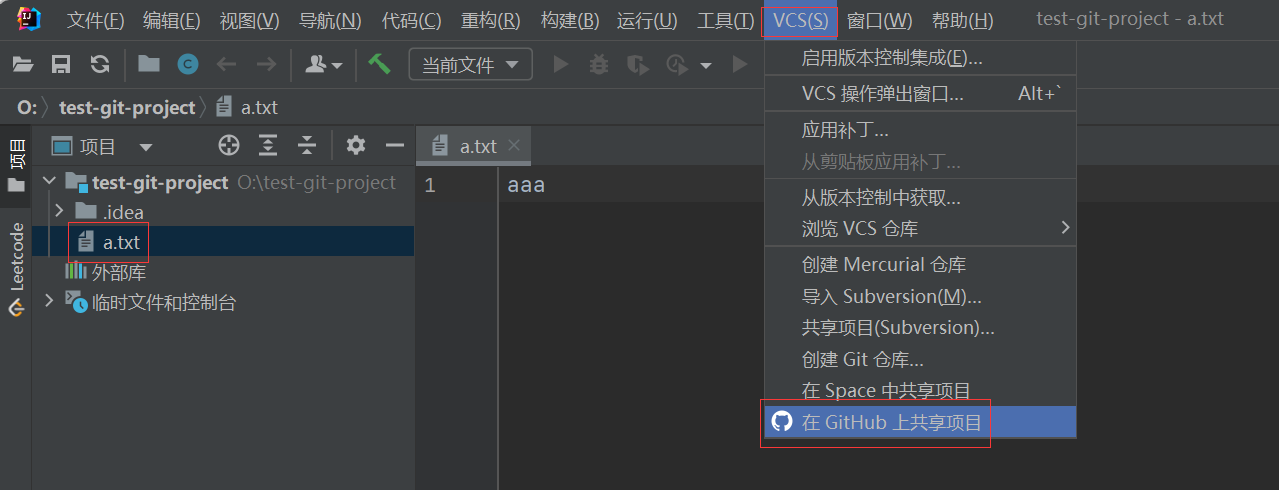 文件(F) 编辑(E) 视图(V) 导航(N) 代码(C) 重构(R) 构建(B) 运行(U) 工具(T) VCS(S) 窗口(W) 帮助(H) test-git-project - a.txt
当前文件
O: test-git-project a.txt
项目
Leetcode
项目
test-git-project O:\test-git-project
.idea
a.txt
外部库
临时文件和控制台
a.txt
1 aaa
启用版本控制集成(E)...
VCS 操作弹出窗口... Alt+`
应用补丁...
从剪贴板应用补丁...
从版本控制中获取...
浏览 VCS 仓库
创建 Mercurial 仓库
导入 Subversion(M)...
共享项目(Subversion)...
创建 Git 仓库...
在 Space 中共享项目
在 GitHub 上共享项目